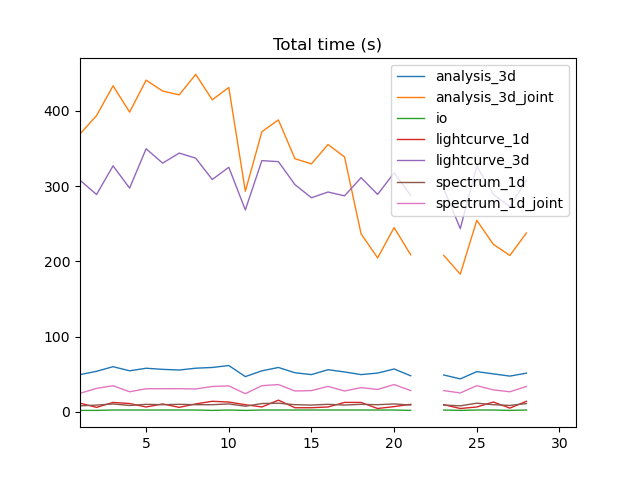 Total time (s)
analysis_3d
analysis_3d_joint
io
lightcurve_1d
lightcurve_3d
spectrum_1d
spectrum_1d_joint
400
300
200
100
0
5
10
15
20
25
30